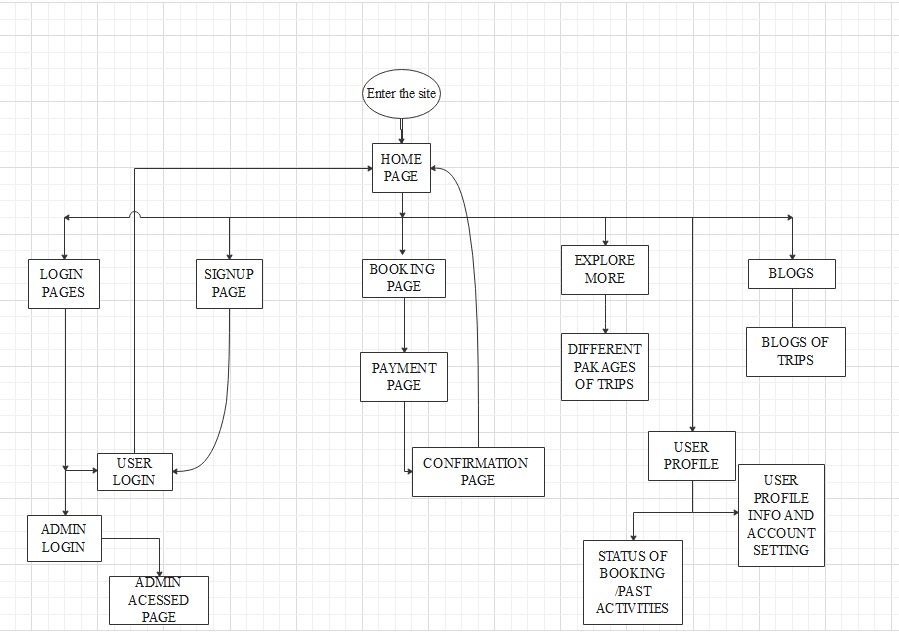 Enter the site
HOME
PAGE
LOGIN
PAGES
SIGNUP
PAGE
BOOKING
PAGE
EXPLORE
MORE
BLOGS
DIFFERENT
PAKAGES
OF TRIPS
BLOGS OF
TRIPS
PAYMENT
PAGE
USER
LOGIN
CONFIRMATION
PAGE
USER
PROFILE
USER
PROFILE
INFO AND
ACCOUNT
SETTING
ADMIN
LOGIN
STATUS OF
BOOKING
/PAST
ACTIVITIES
ADMIN
ACESSED
PAGE